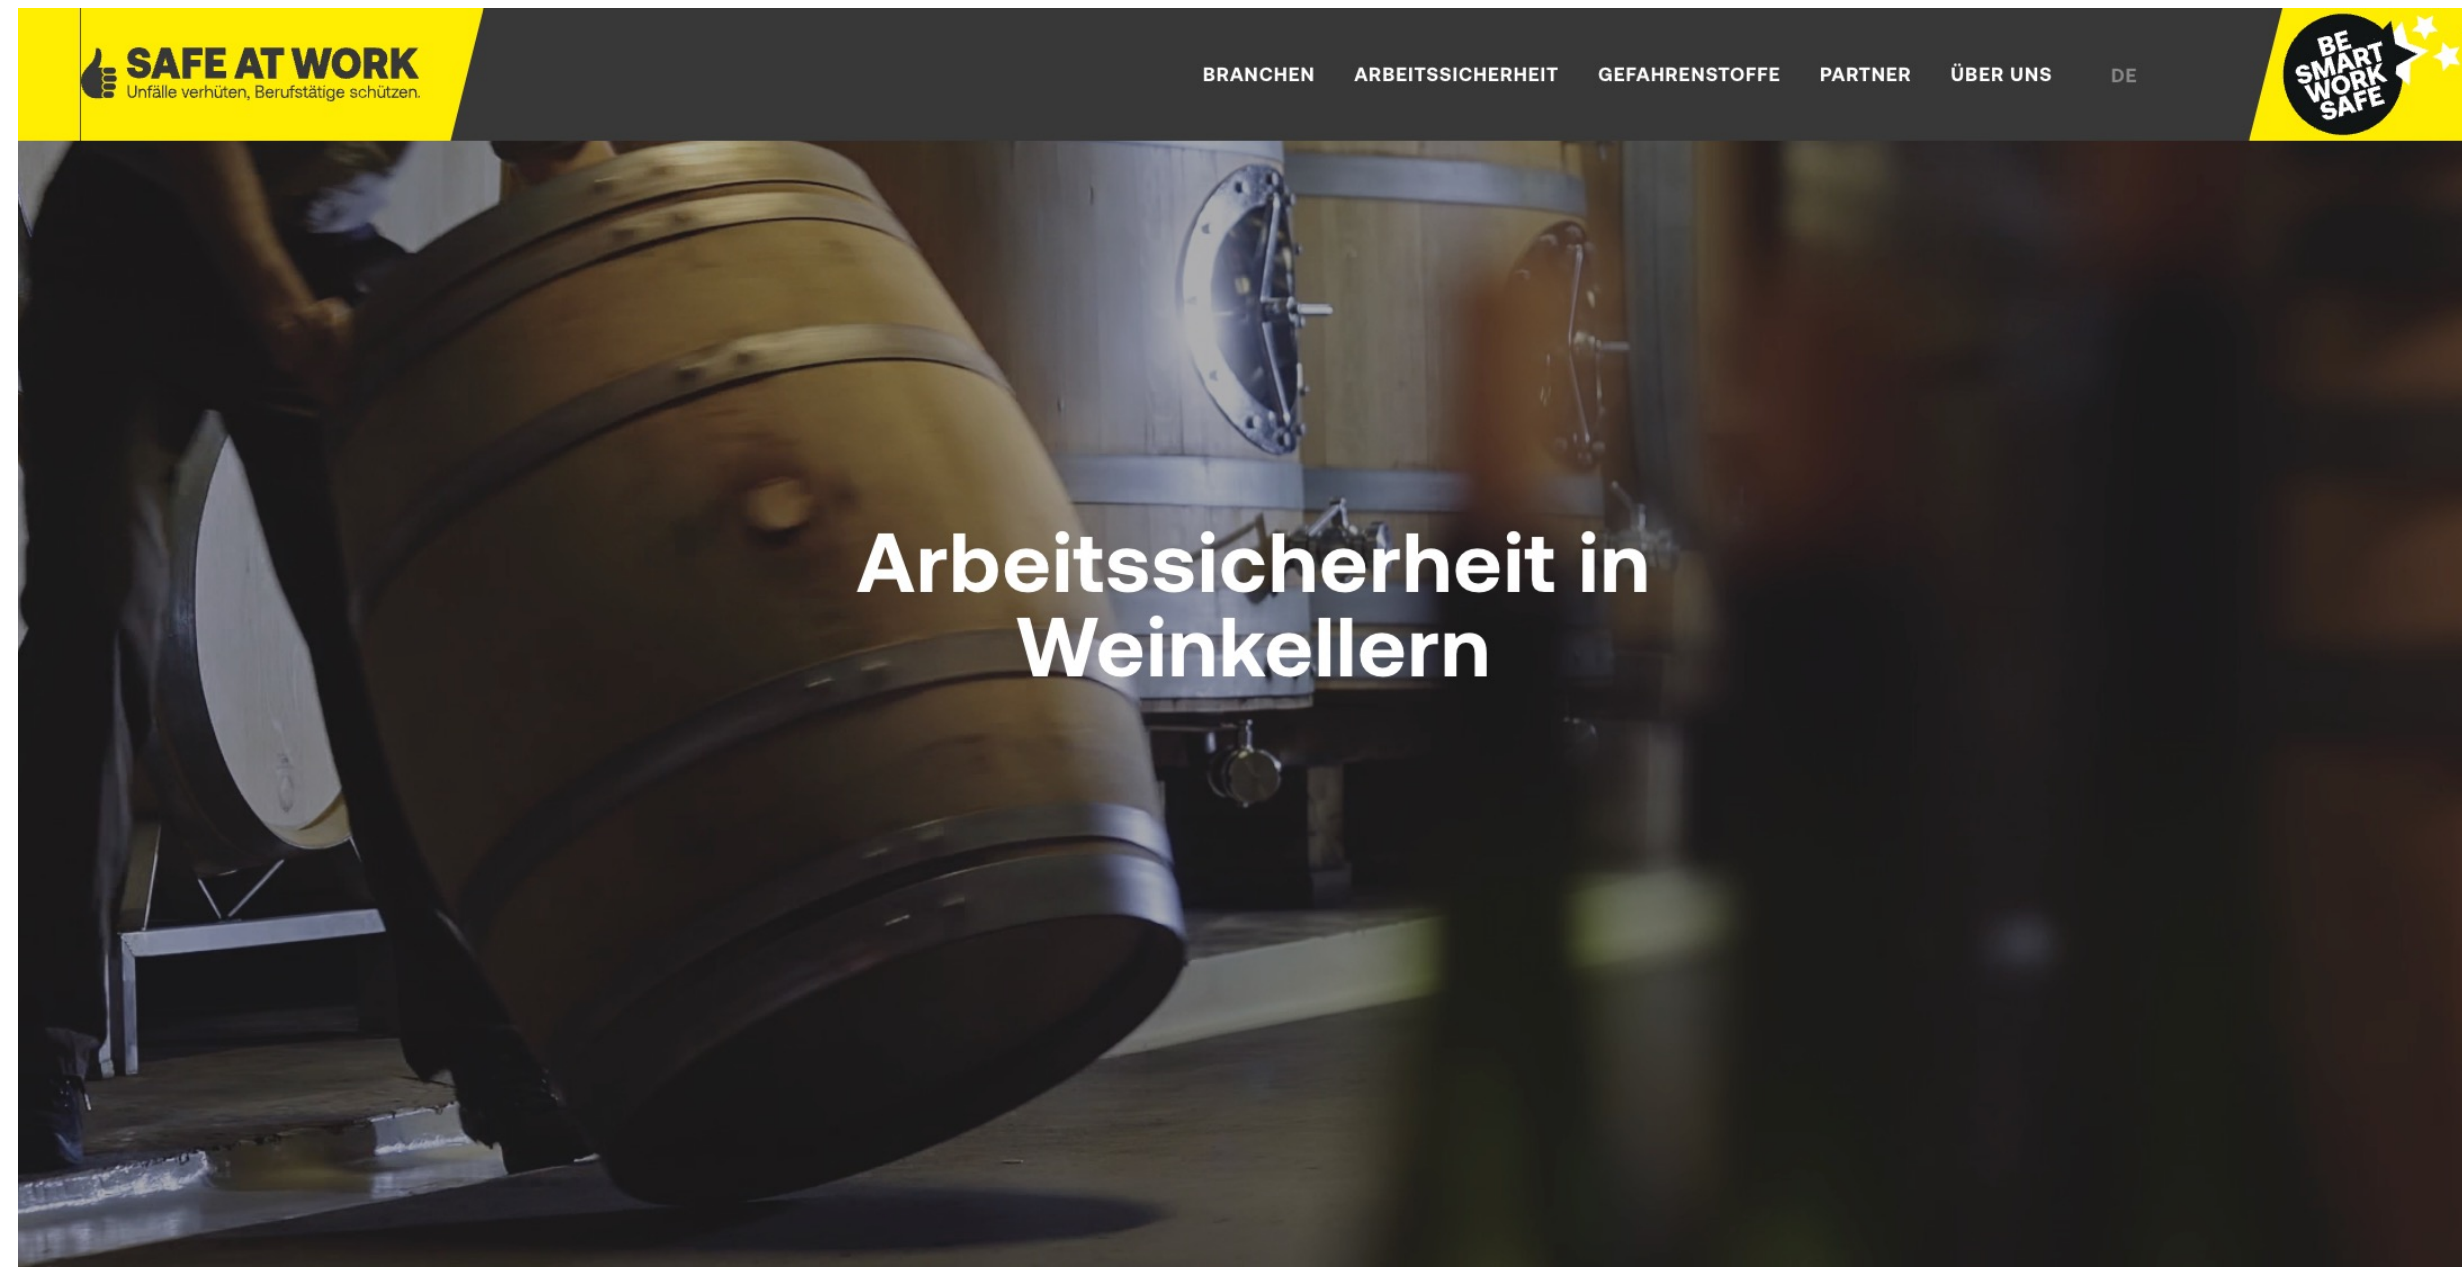 SAFE AT WORK
Unfälle verhüten, Berufstätige schützen.
BRANCHEN ARBEITSSICHERHEIT GEFAHRENSTOFFE PARTNER ÜBER UNS DE
BE
SMART
WORK
SAFE
Arbeitssicherheit in
Weinkellern